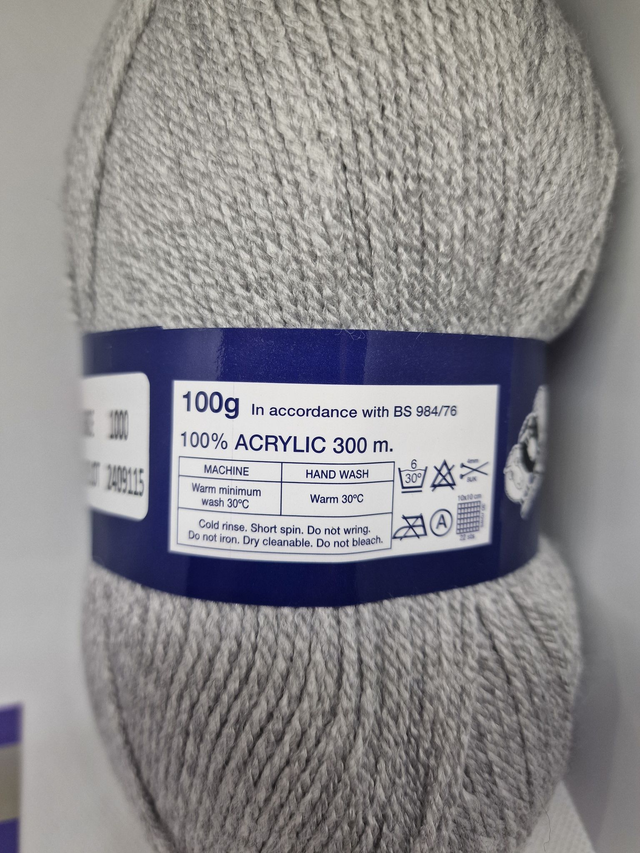 :1000
:2409115
100g In accordance with BS 984/76
100% ACRYLIC 300 m.
MACHINE HAND WASH
Warm minimum
wash 30ºC
Warm 30ºC
Cold rinse. Short spin. Do not wring.
Do not iron. Dry cleanable. Do not bleach.
6
30º
A
10x10 cm